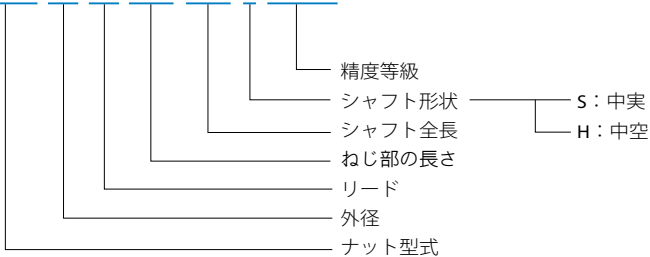 精度等級
シャフト形状
S：中実
シャフト全長
H：中空
ねじ部の長さ
リード
外径
ナット型式